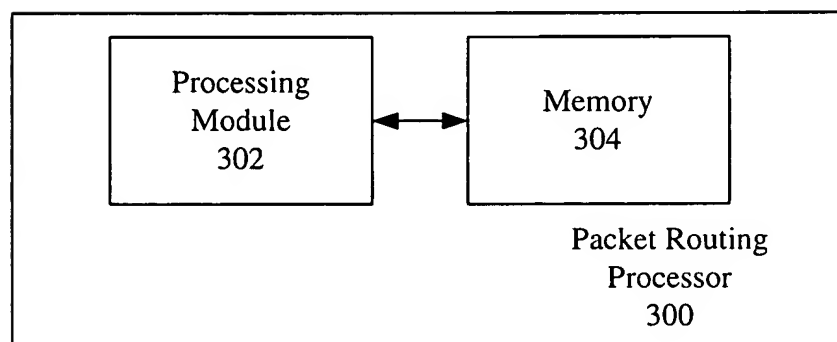 Processing
Module
302
Memory
304
Packet Routing
Processor
300